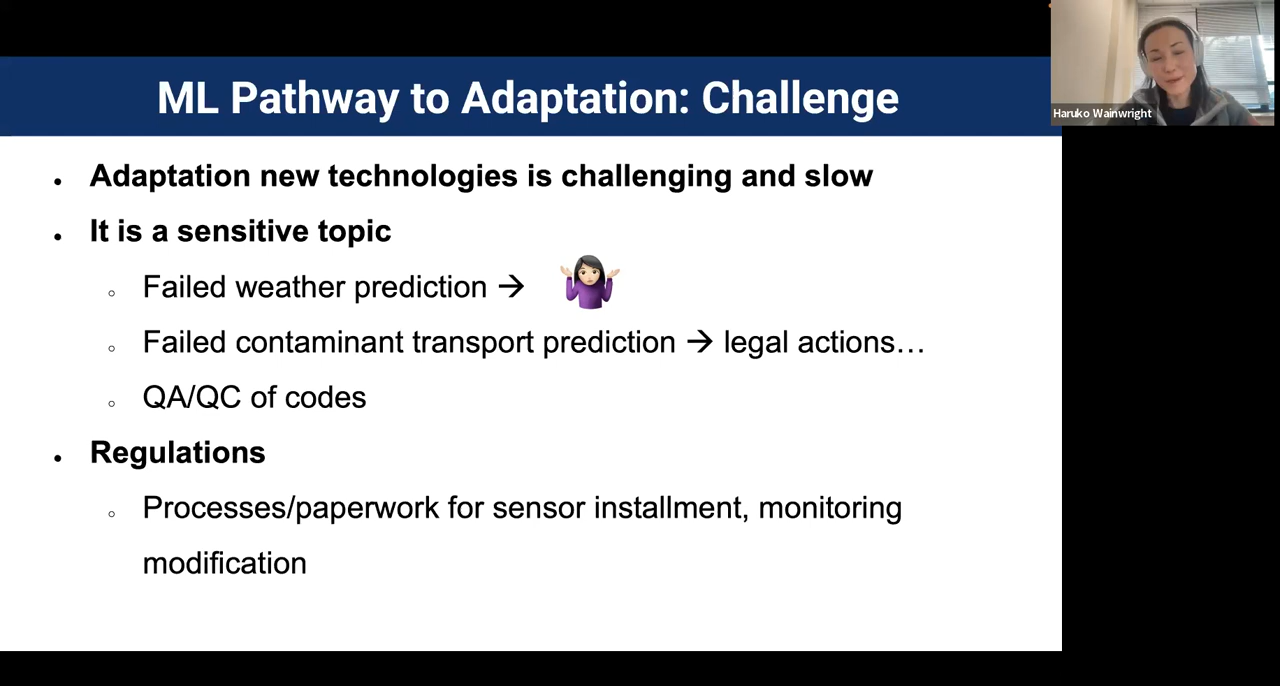 ML Pathway to Adaptation: Challenge
Haruko Wainwright
• Adaptation new technologies is challenging and slow
• It is a sensitive topic
○ Failed weather prediction →
○ Failed contaminant transport prediction → legal actions…
○ QA/QC of codes
• Regulations
○ Processes/paperwork for sensor installment, monitoring
modification